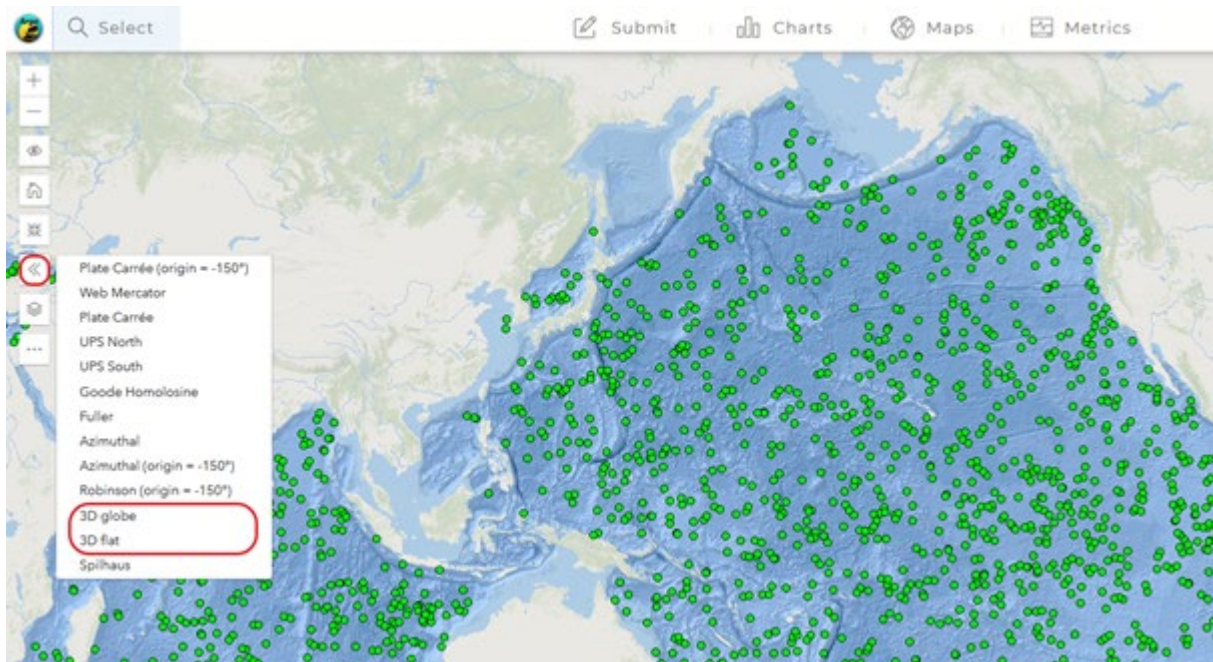 Select
Submit
Charts
Maps
Metrics
Plate Carrée (origin = -150°)
Web Mercator
Plate Carrée
UPS North
UPS South
Goode Homolosine
Fuller
Azimuthal
Azimuthal (origin = -150°)
Robinson (origin = -150°)
3D globe
3D flat
Spilhaus